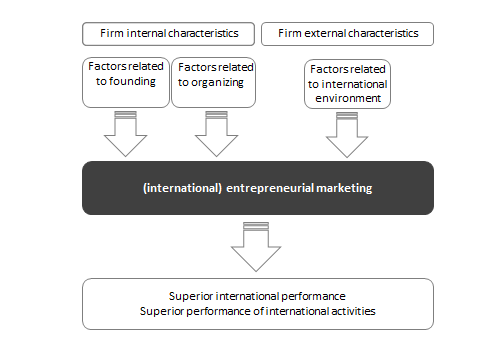 Firm internal characteristics
Firm external characteristics
Factors related
to founding
Factors related
to organizing
Factors related
to international
environment
(international) entrepreneurial marketing
Superior international performance
Superior performance of international activities